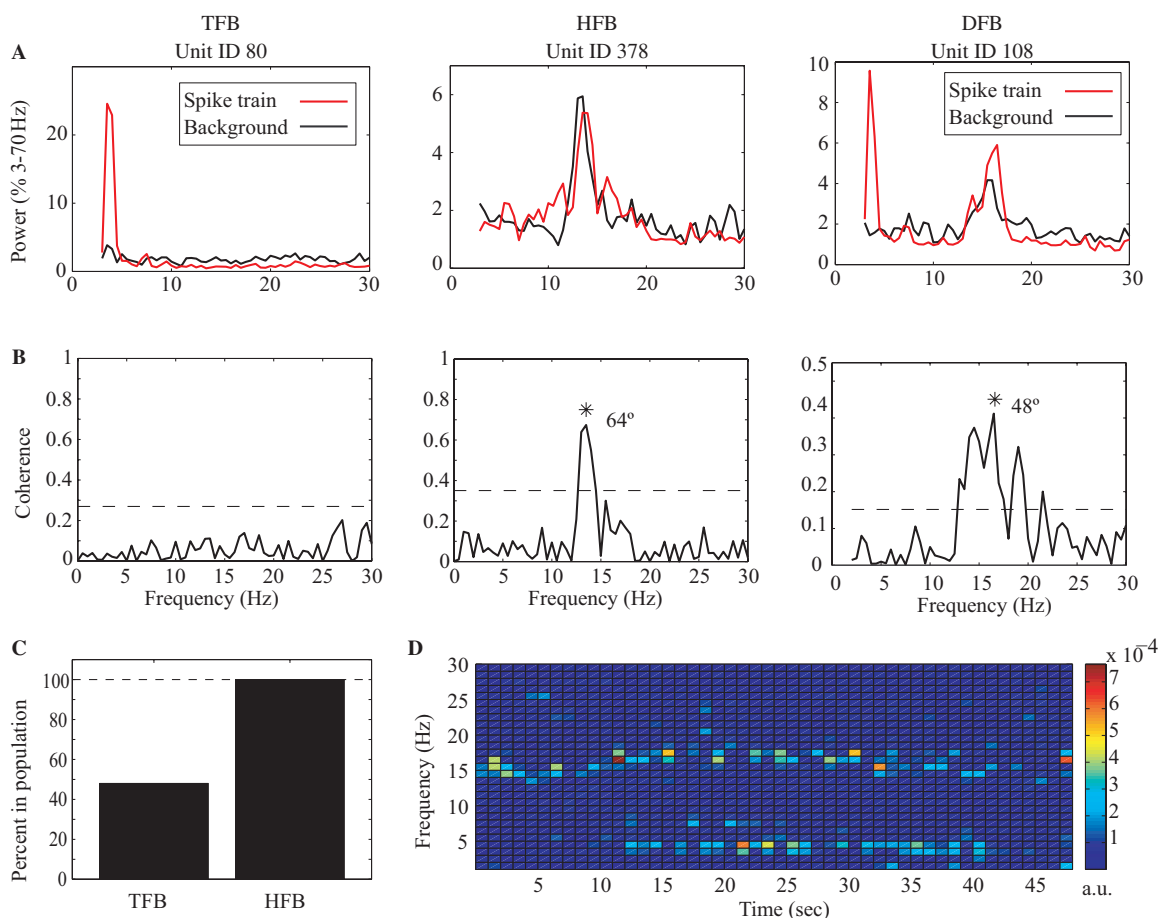 TFB
Unit ID 80
HFB
Unit ID 378
DFB
Unit ID 108
A
Power (% 3-70Hz)
Spike train
Background
20
10
0
0 10 20 30
6
4
2
0
0 10 20 30
Spike train
Background
10
8
6
4
2
0
0 10 20 30
B
Coherence
1
0.8
0.6
0.4
0.2
0
0 5 10 15 20 25 30
Frequency (Hz)
1
0.8
0.6
0.4
0.2
0
64º
0 5 10 15 20 25 30
Frequency (Hz)
0.5
0.4
0.3
0.2
0.1
0
* 48º
0 5 10 15 20 25 30
Frequency (Hz)
C
Percent in population
100
80
60
40
20
0
TFB HFB
D
Frequency (Hz)
30
25
20
15
10
5
5 10 15 20 25 30 35 40 45
Time (sec)
x 10⁻⁴
7
6
5
4
3
2
1
a.u.